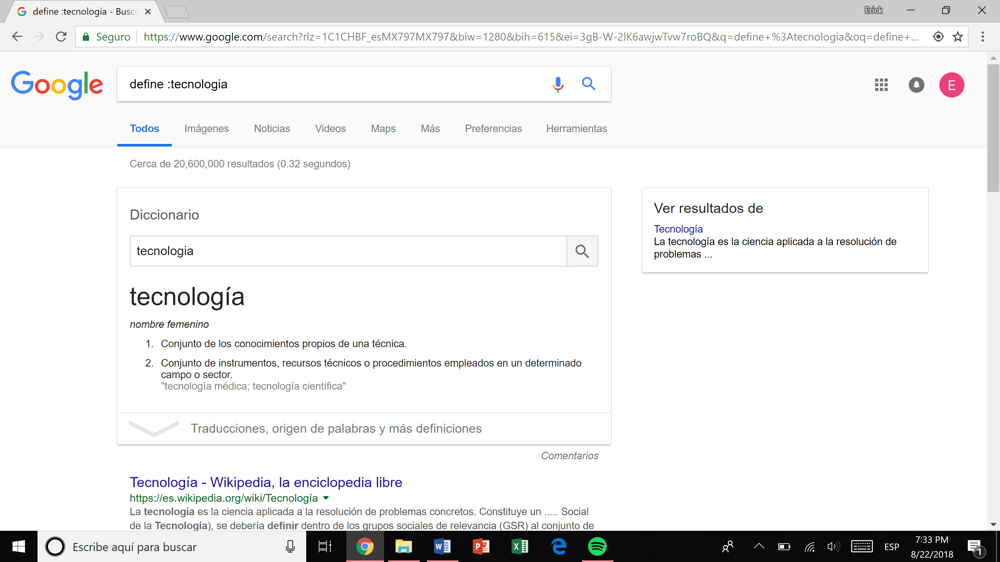 define :tecnologia - Busca
Erick
Seguro
https://www.google.com/search?rlz=1C1CHBF_esMX797MX797&biw=1280&bih=615&ei=3gB-W-2lK6awjwTvw7roBQ&q=define+%3Atecnologia&oq=define+...
Google
define :tecnologia
E
Todos Imágenes Noticias Videos Maps Más Preferencias Herramientas
Cerca de 20,600,000 resultados (0.32 segundos)
Diccionario
tecnologia
tecnología
nombre femenino
1. Conjunto de los conocimientos propios de una técnica.
2. Conjunto de instrumentos, recursos técnicos o procedimientos empleados en un determinado
campo o sector.
"tecnología médica; tecnología científica"
Traducciones, origen de palabras y más definiciones
Comentarios
Ver resultados de
Tecnología
La tecnología es la ciencia aplicada a la resolución de
problemas ...
Tecnología - Wikipedia, la enciclopedia libre
https://es.wikipedia.org/wiki/Tecnología
La tecnología es la ciencia aplicada a la resolución de problemas concretos. Constituye un ..... Social
de la Tecnología), se debería definir dentro de los grupos sociales de relevancia (GSR) al conjunto de
Escribe aquí para buscar
ESP
7:33 PM
8/22/2018
1